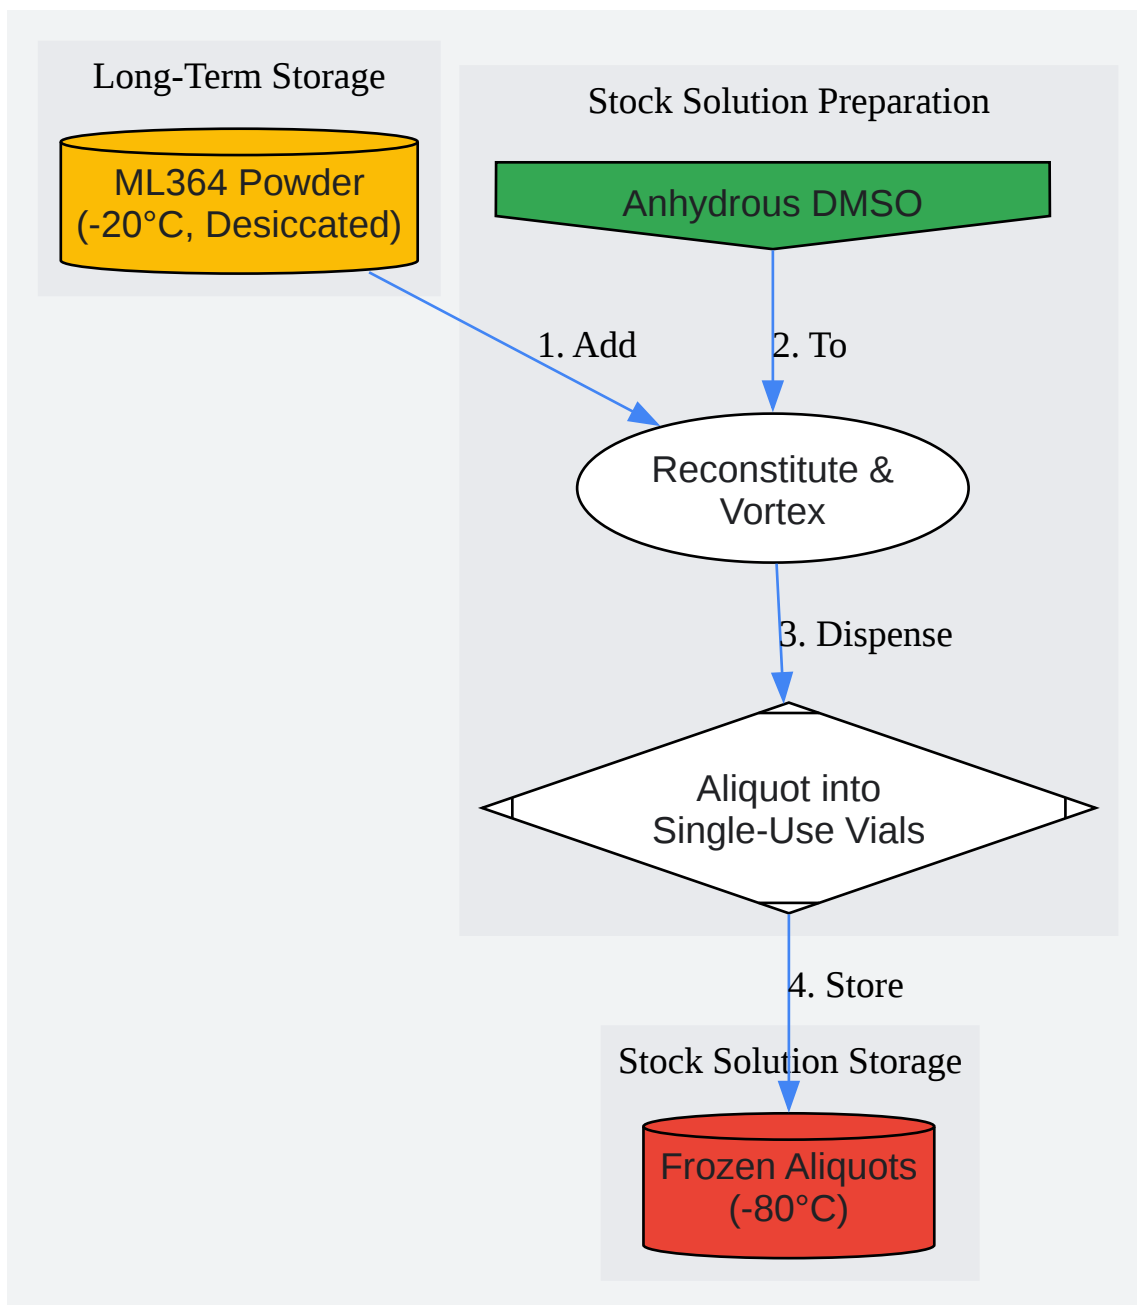 Long-Term Storage
ML364 Powder
(-20°C, Desiccated)
Stock Solution Preparation
Anhydrous DMSO
1. Add
2. To
Reconstitute &
Vortex
3. Dispense
Aliquot into
Single-Use Vials
4. Store
Stock Solution Storage
Frozen Aliquots
(-80°C)